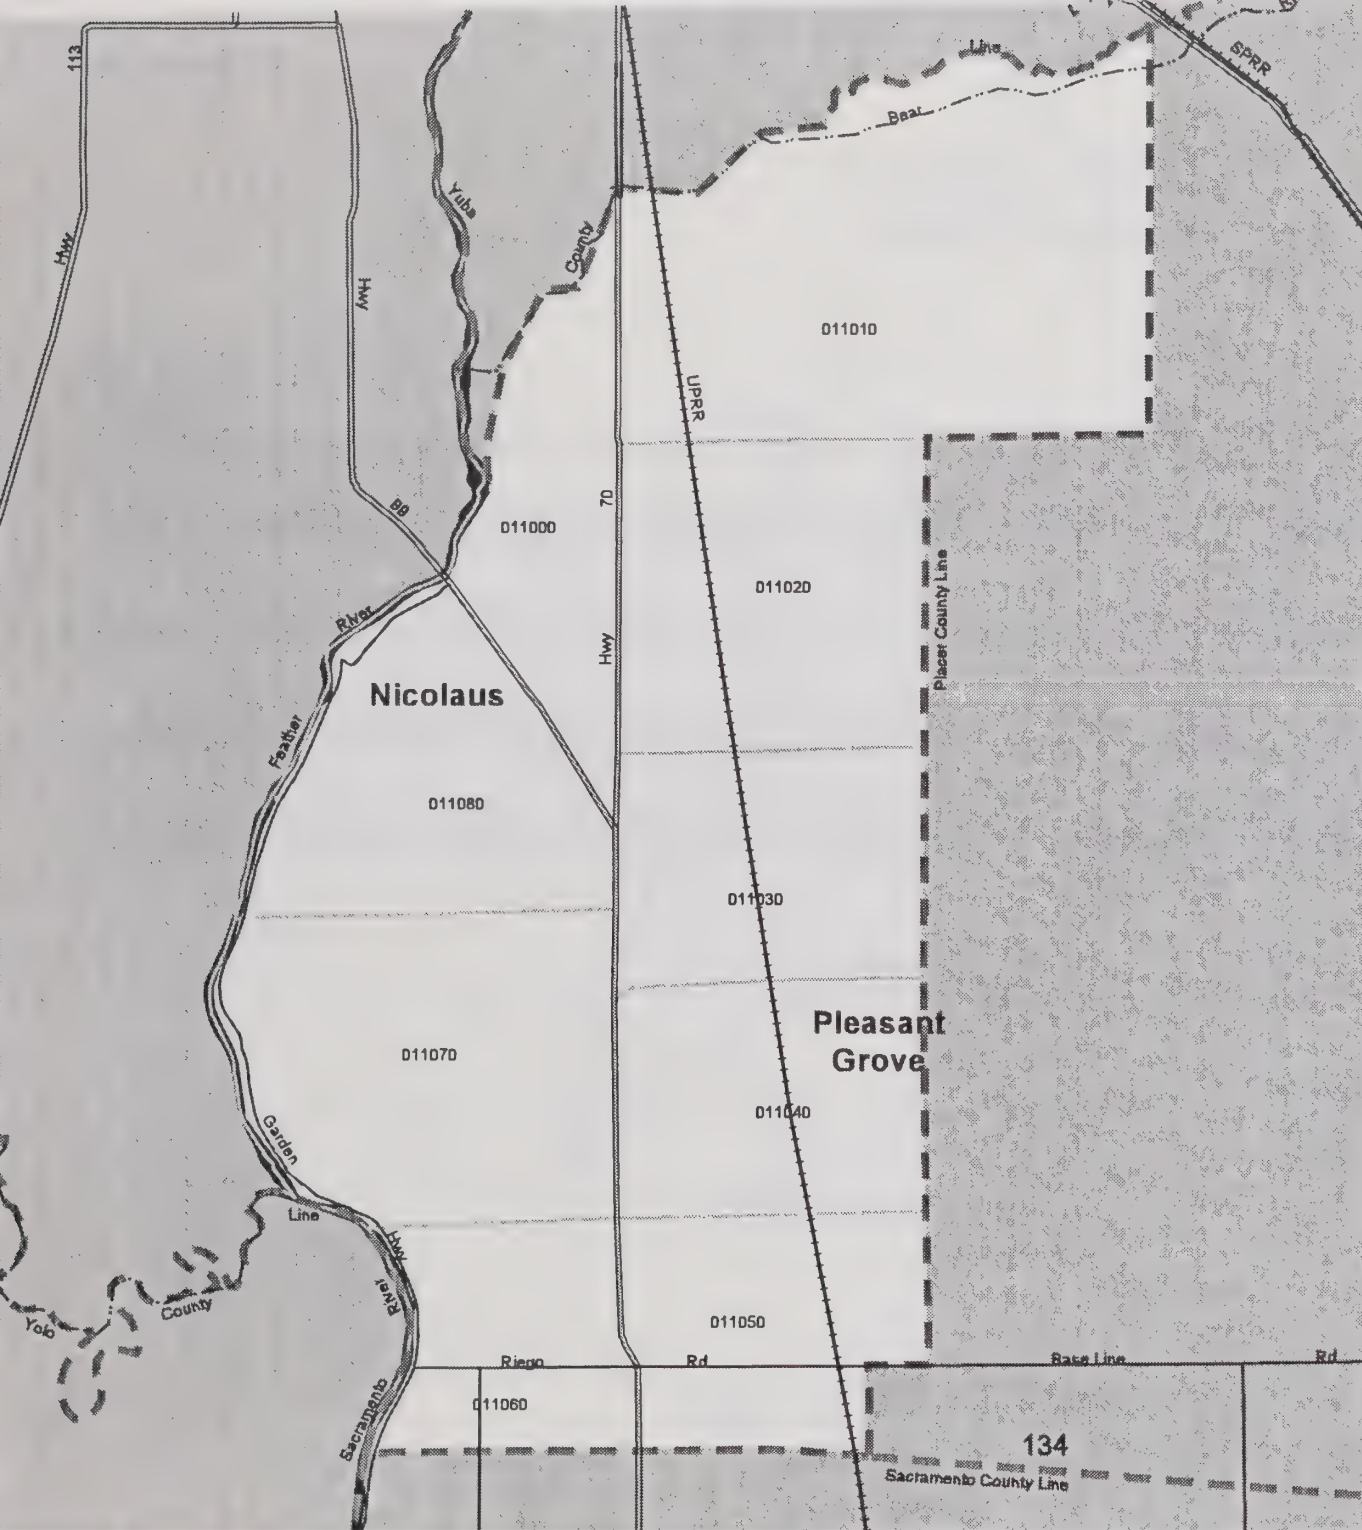 113
Hwy
Hwy
Yuba
Line
SPRR
Bear
County
011010
UPRR
70
99
011000
011020
Placer County Line
River
Hwy
Nicolaus
Feather
011080
011030
Pleasant
Grove
011070
011040
Garden
Line
Hwy
River
County
Yolo
011050
Riego Rd
Base Line Rd
011060
Sacramento
134
Sacramento County Line